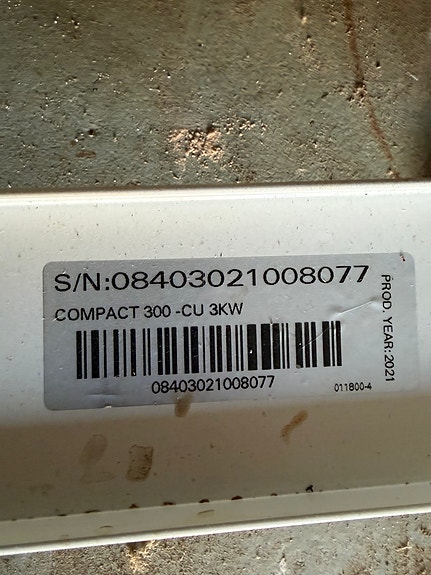 S/N:08403021008077
COMPACT 300 -CU 3KW
08403021008077
011800-4
PROD. YEAR: 2021